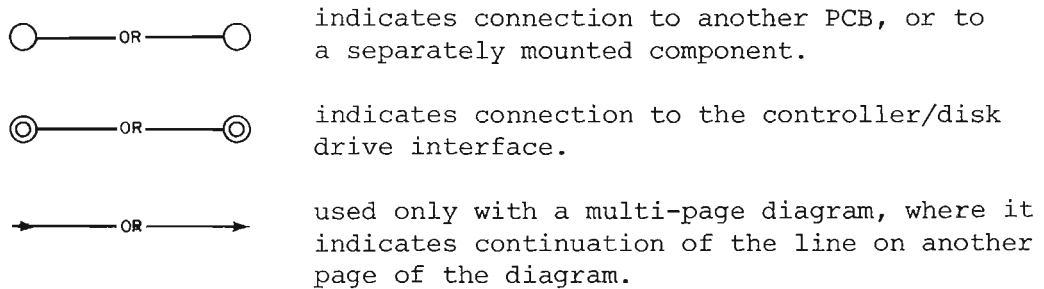 indicates connection to another PCB, or to
OR
a separately mounted component.
indicates connection to the controller/disk
OR
drive interface.
used only with a multi-page diagram, where it
OR
indicates continuation of the line on another
page of the diagram.